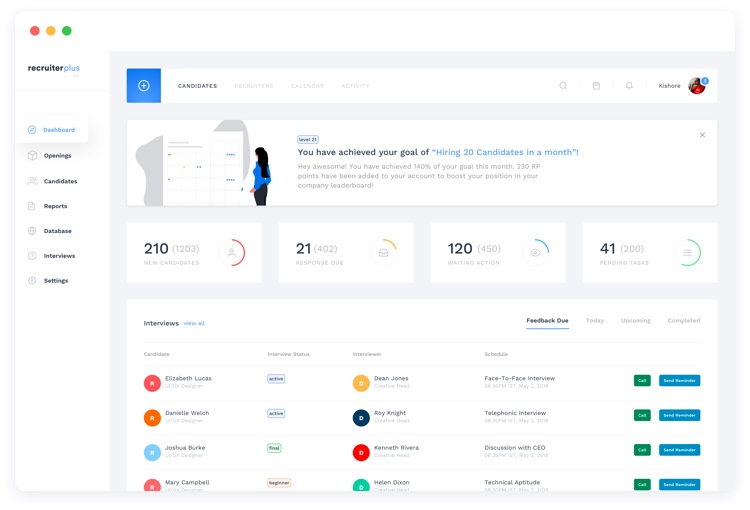 recruiterplus
CANDIDATES RECRUITERS CALENDAR ACTIVITY
Kishore
2
Dashboard
Openings
Candidates
Reports
Database
Interviews
Settings
level 21
You have achieved your goal of “Hiring 20 Candidates in a month”!
Hey awesome! You have achieved 140% of your goal this month. 230 RP
points have been added to your account to boost your position in your
company leaderboard!
210 (1203)
NEW CANDIDATES
21 (402)
RESPONSE DUE
120 (450)
WAITING ACTION
41 (200)
PENDING TASKS
Interviews view all
Feedback Due Today Upcoming Completed
Candidate Interview Status Interviewer Schedule
R Elizabeth Lucas active D Dean Jones Face-To-Face Interview Call Send Reminder
UI/UX Designer Creative Head 08:30PM IST, May 2, 2018
R Danielle Welch active D Roy Knight Telephonic Interview Call Send Reminder
UI/UX Designer Creative Head 08:30PM IST, May 2, 2018
R Joshua Burke final D Kenneth Rivera Discussion with CEO Call Send Reminder
UI/UX Designer Creative Head 08:30PM IST, May 2, 2018
R Mary Campbell beginner D Helen Dixon Technical Aptitude Call Send Reminder
UI/UX Designer Creative Head 08:30PM IST, May 2, 2018